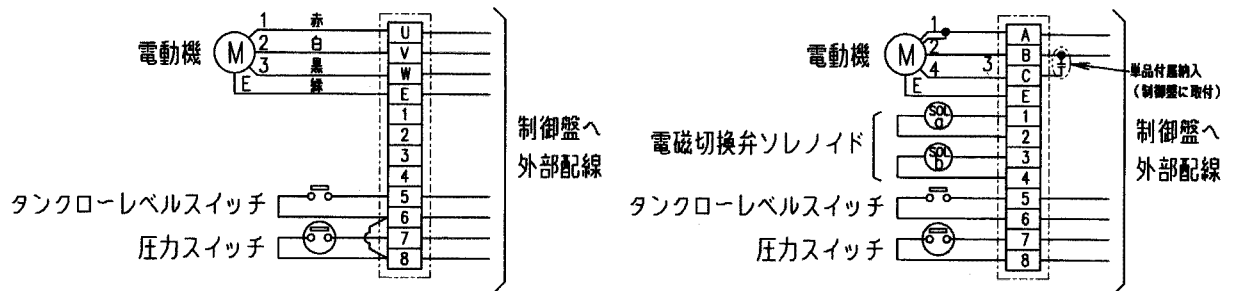 1 赤
2 白
3 黒
E 緑
電動機 M
U
V
W
E
1
2
3
4
5
6
7
8
タンクローレベルスイッチ
圧力スイッチ
制御盤へ
外部配線
1
2
4 3
E
電動機 M
A
B
C
E
1
2
3
4
5
6
7
8
単品付属納入
(制御盤に取付)
SOL a
SOL b
電磁切換弁ソレノイド
タンクローレベルスイッチ
圧力スイッチ
制御盤へ
外部配線